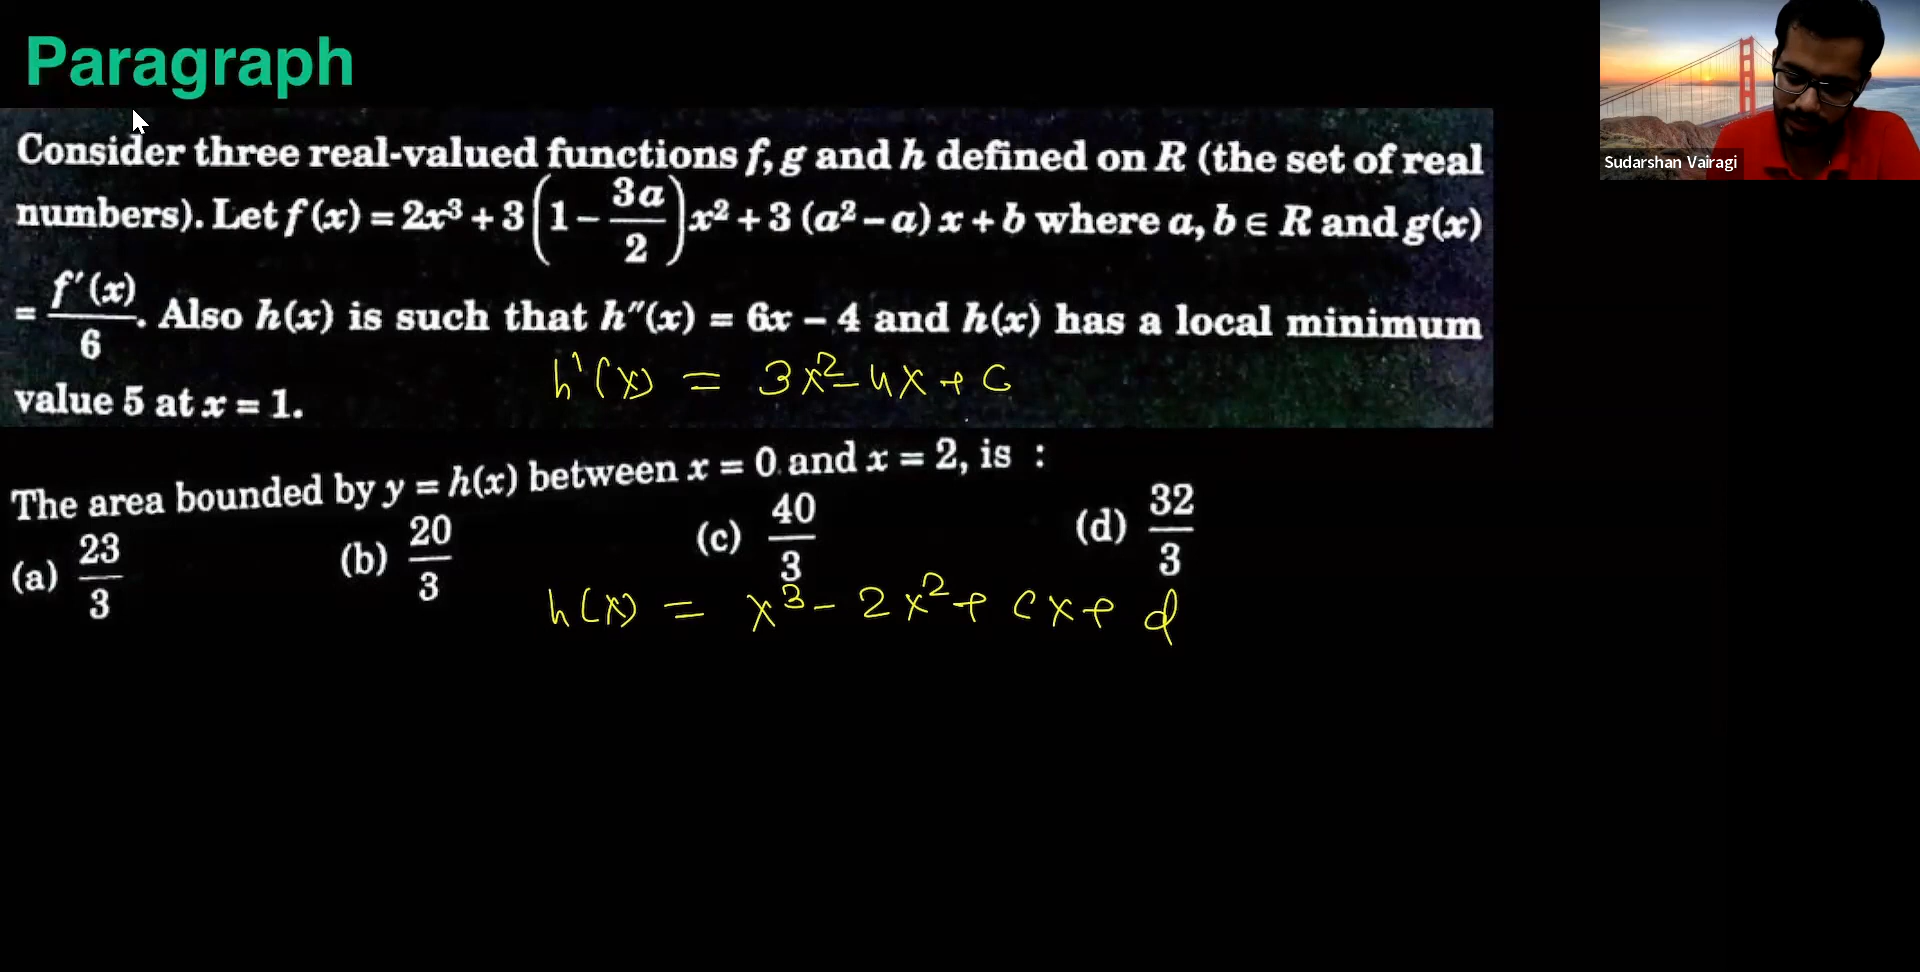 Paragraph
Sudarshan Vairagi
Consider three real-valued functions f, g and h defined on R (the set of real
numbers). Let f (x) = 2x³ + 3(1 − 3a/2)x² + 3 (a² − a) x + b where a, b ∈ R and g(x)
= f′(x)/6. Also h(x) is such that h″(x) = 6x − 4 and h(x) has a local minimum
h'(x) = 3x² − 4x + c
value 5 at x = 1.
The area bounded by y = h(x) between x = 0 and x = 2, is :
(a) 23/3 (b) 20/3 (c) 40/3 (d) 32/3
h(x) = x³ − 2x² + cx + d